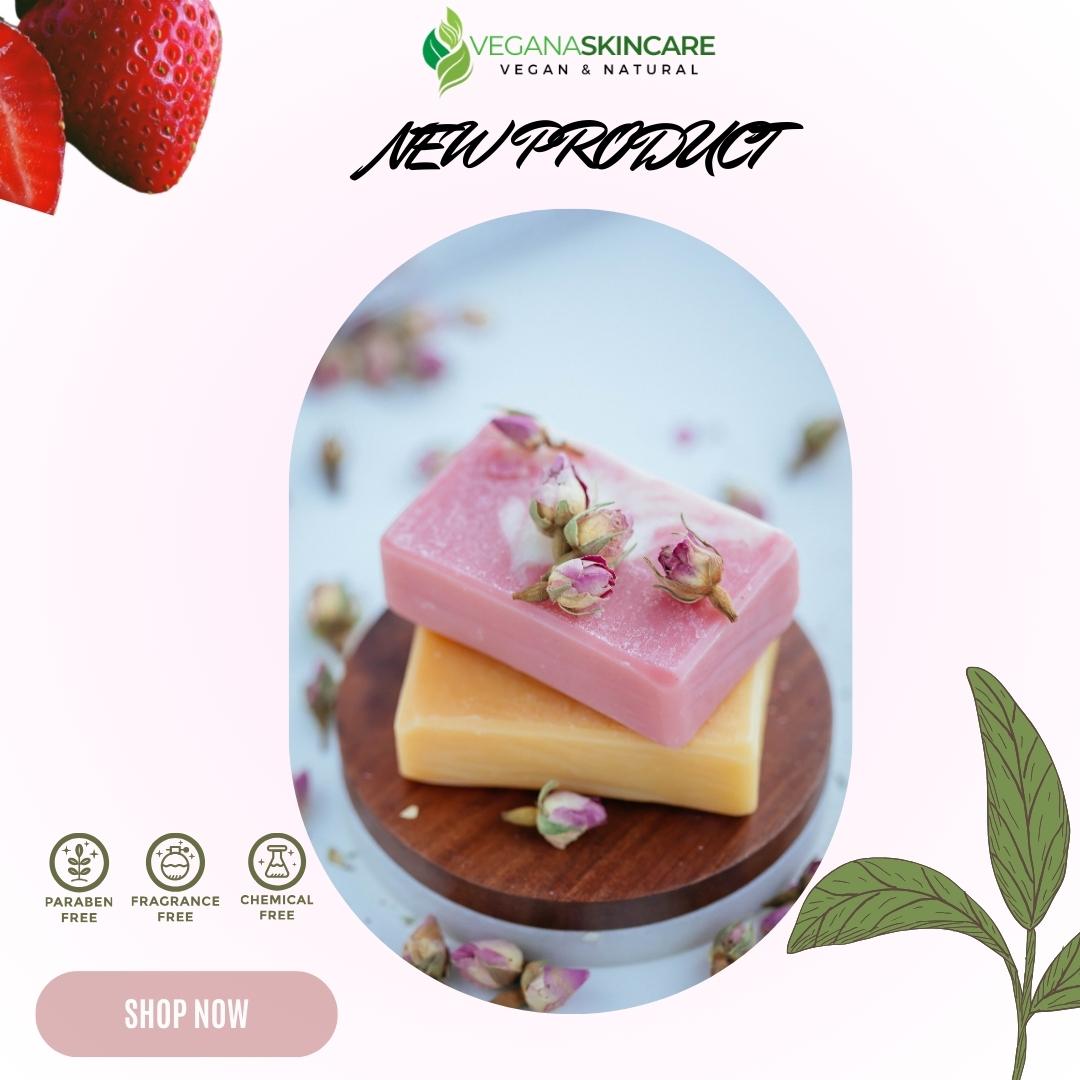 VEGANASKINCARE
VEGAN & NATURAL
NEW PRODUCT
PARABEN
FREE
FRAGRANCE
FREE
CHEMICAL
FREE
SHOP NOW